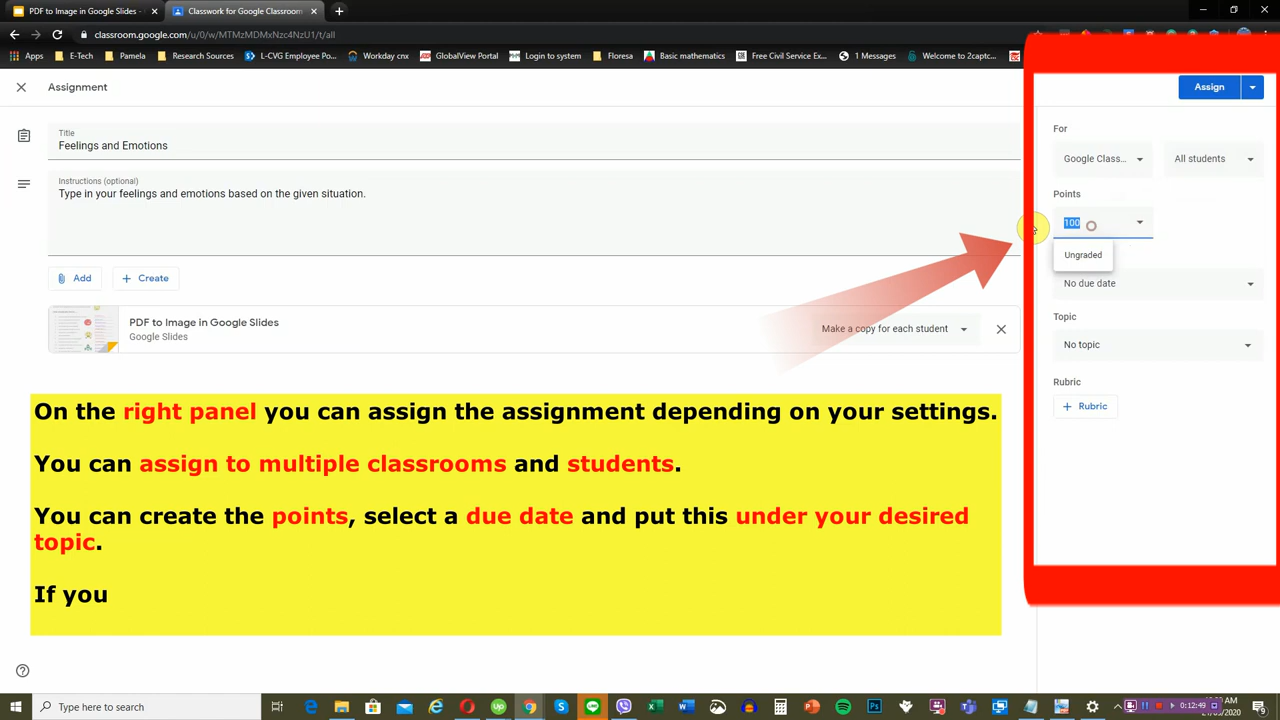 PDF to Image in Google Slides -
Classwork for Google Classroom
classroom.google.com/u/0/w/MTMzMDMxNzc4NzU1/t/all
Apps
E-Tech
Pamela
Research Sources
L-CVG Employee Po...
Workday cnx
GlobalView Portal
Login to system
Floresa
Basic mathematics
Free Civil Service Ex...
1 Messages
Welcome to 2captc...
Assignment
Assign
Title
Feelings and Emotions
Instructions (optional)
Type in your feelings and emotions based on the given situation.
Add
Create
PDF to Image in Google Slides
Google Slides
Make a copy for each student
For
Google Class...
All students
Points
100
Ungraded
No due date
Topic
No topic
Rubric
Rubric
On the right panel you can assign the assignment depending on your settings.
You can assign to multiple classrooms and students.
You can create the points, select a due date and put this under your desired
topic.
If you
Type here to search
0:12:49